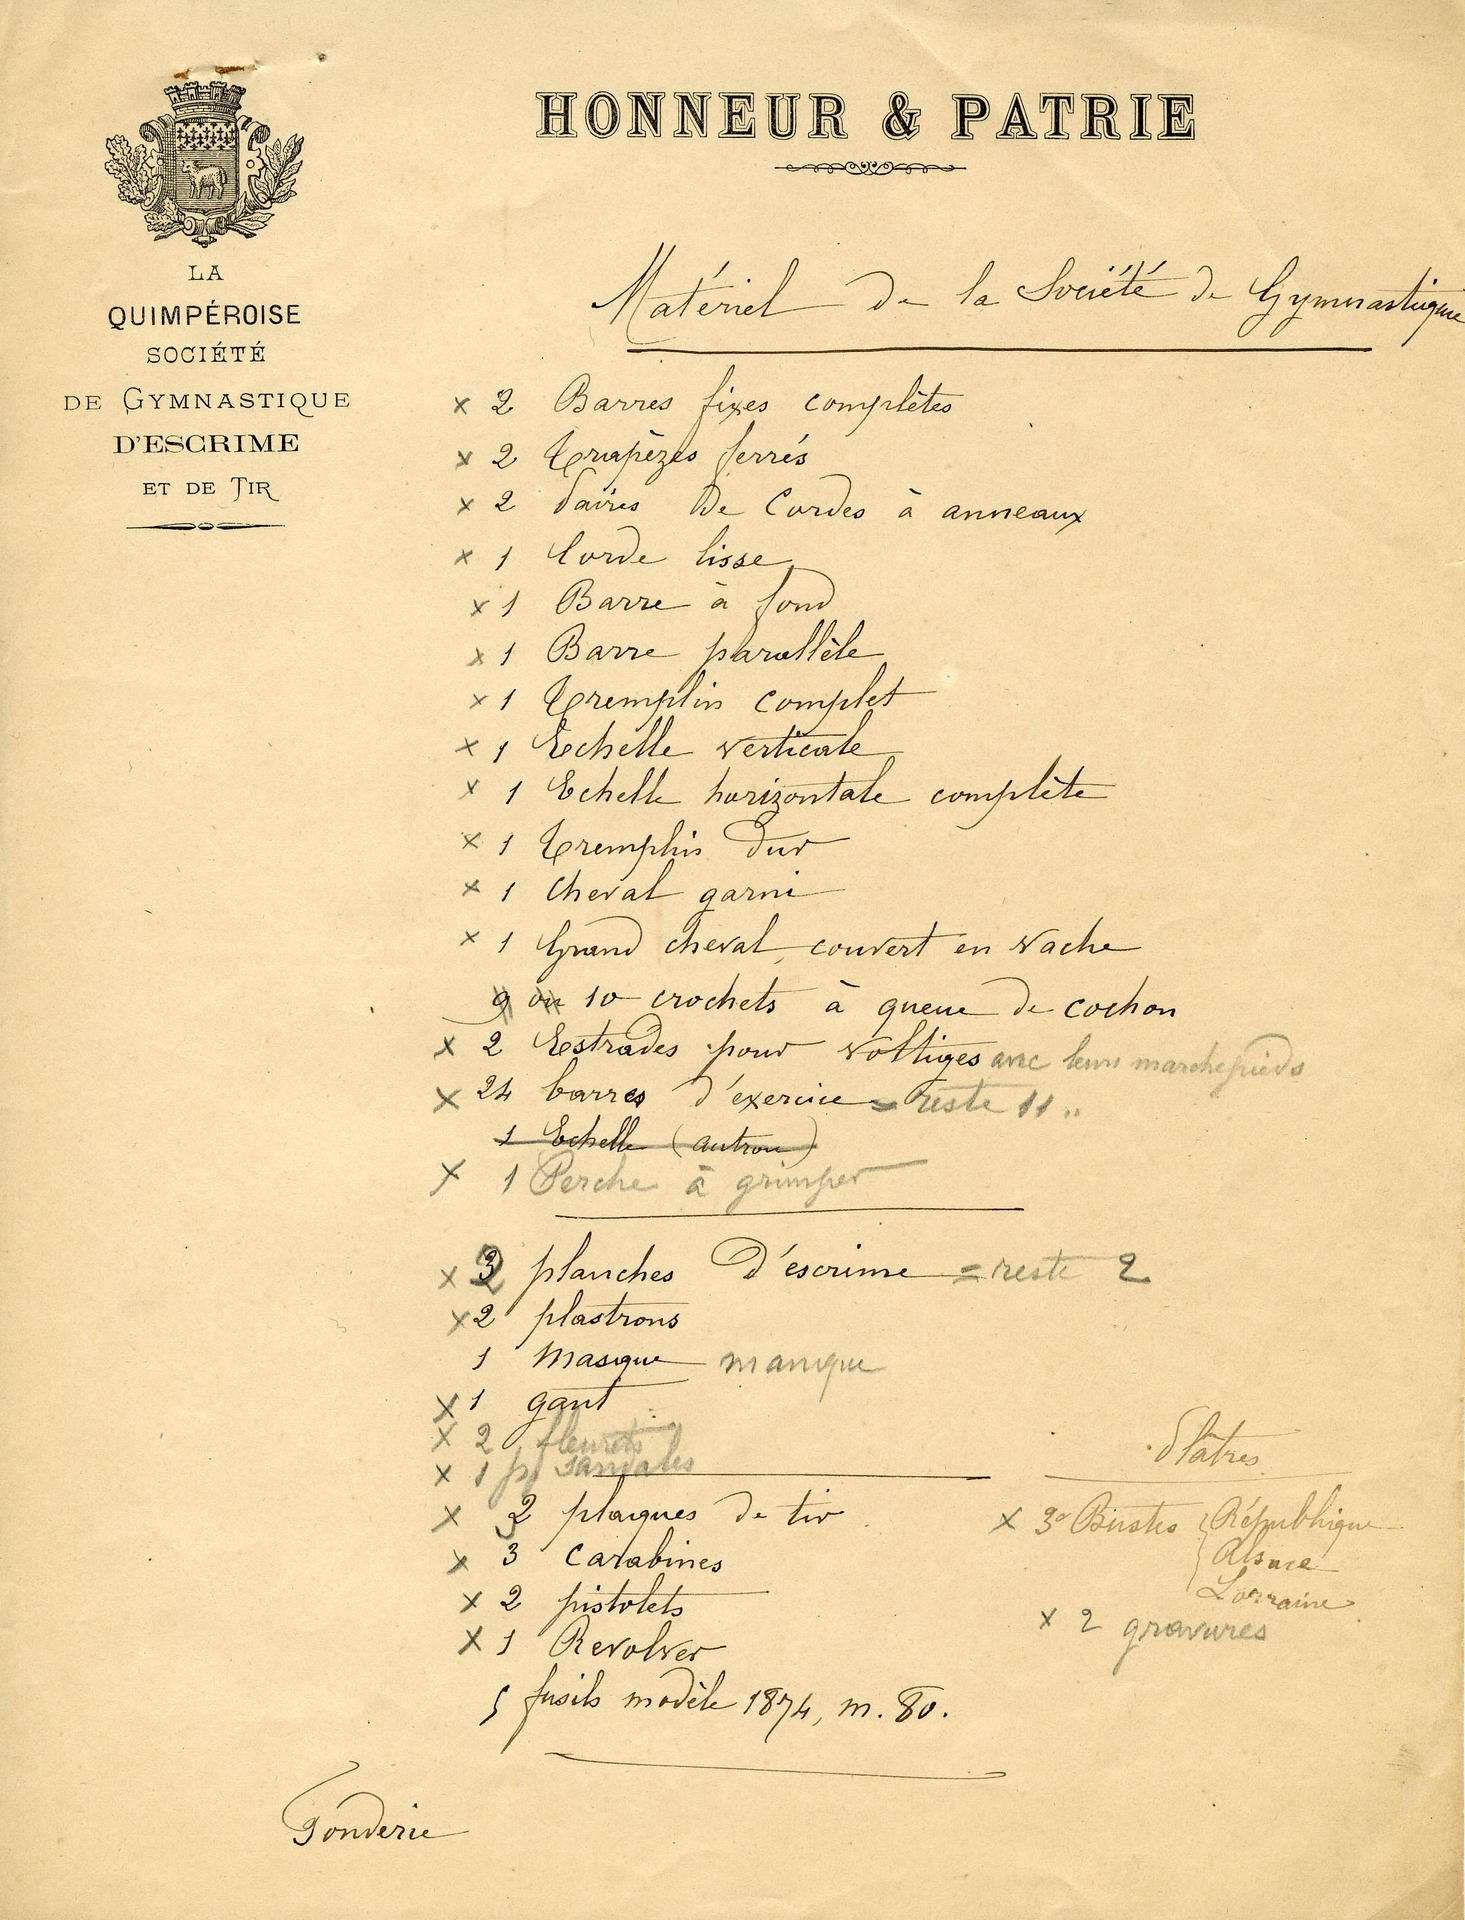 HONNEUR & PATRIE
LA
QUIMPÉROISE
SOCIÉTÉ
DE GYMNASTIQUE
D'ESCRIME
ET DE TIR
Matériel de la Société de Gymnastique
x 2 Barres fixes complètes
x 2 Trapèzes ferrés
x 2 Paires de Cordes à anneaux
x 1 Corde lisse
x 1 Barre à fond
x 1 Barre parallèle
x 1 Tremplin complet
x 1 Echelle verticale
x 1 Echelle horizontale complète
x 1 Tremplin dur
x 1 Cheval garni
x 1 Grand cheval, couvert en vache
9 ou 10 crochets à queue de cochon
x 2 Estrades pour voltiges avec leurs marchepieds
x 24 barres d'exercice = reste 11 "
1 Echelle (autrou)
x 1 Perche à grimper
x 3 planches d'escrime = reste 2
x 2 plastrons
1 Masque manque
x 1 gant
x 2 fleurets
x 1 p. sandales
x 2 plaques de tir
x 3 Carabines
x 2 pistolets
x 1 Revolver
5 fusils modèle 1874, m. 80.
Plâtres
x 3 Bustes { République
Alsace
Lorraine
x 2 gravures
Fonderie